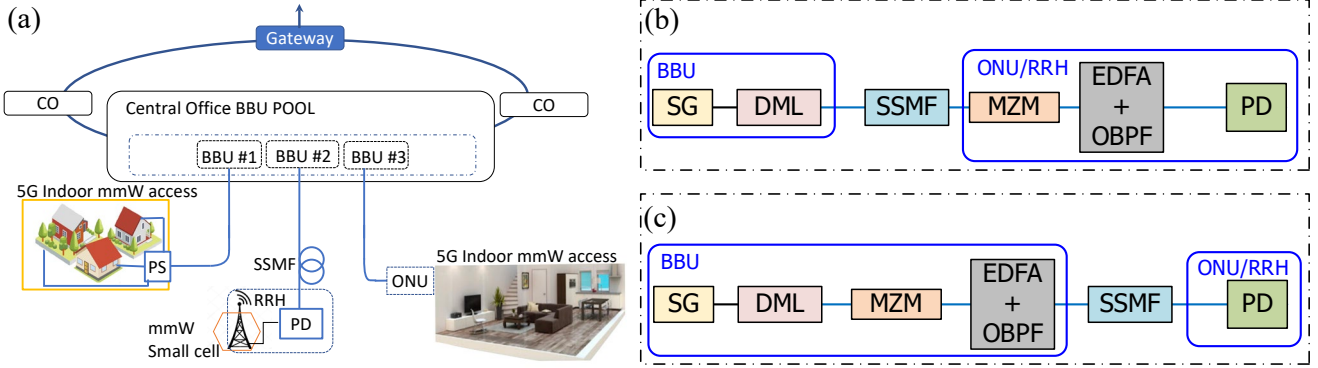 (a)
Gateway
CO
CO
Central Office BBU POOL
BBU #1
BBU #2
BBU #3
5G Indoor mmW access
PS
SSMF
ONU
5G Indoor mmW access
RRH
PD
mmW
Small cell
(b)
BBU
SG
DML
SSMF
ONU/RRH
MZM
EDFA
+
OBPF
PD
(c)
BBU
SG
DML
MZM
EDFA
+
OBPF
SSMF
ONU/RRH
PD